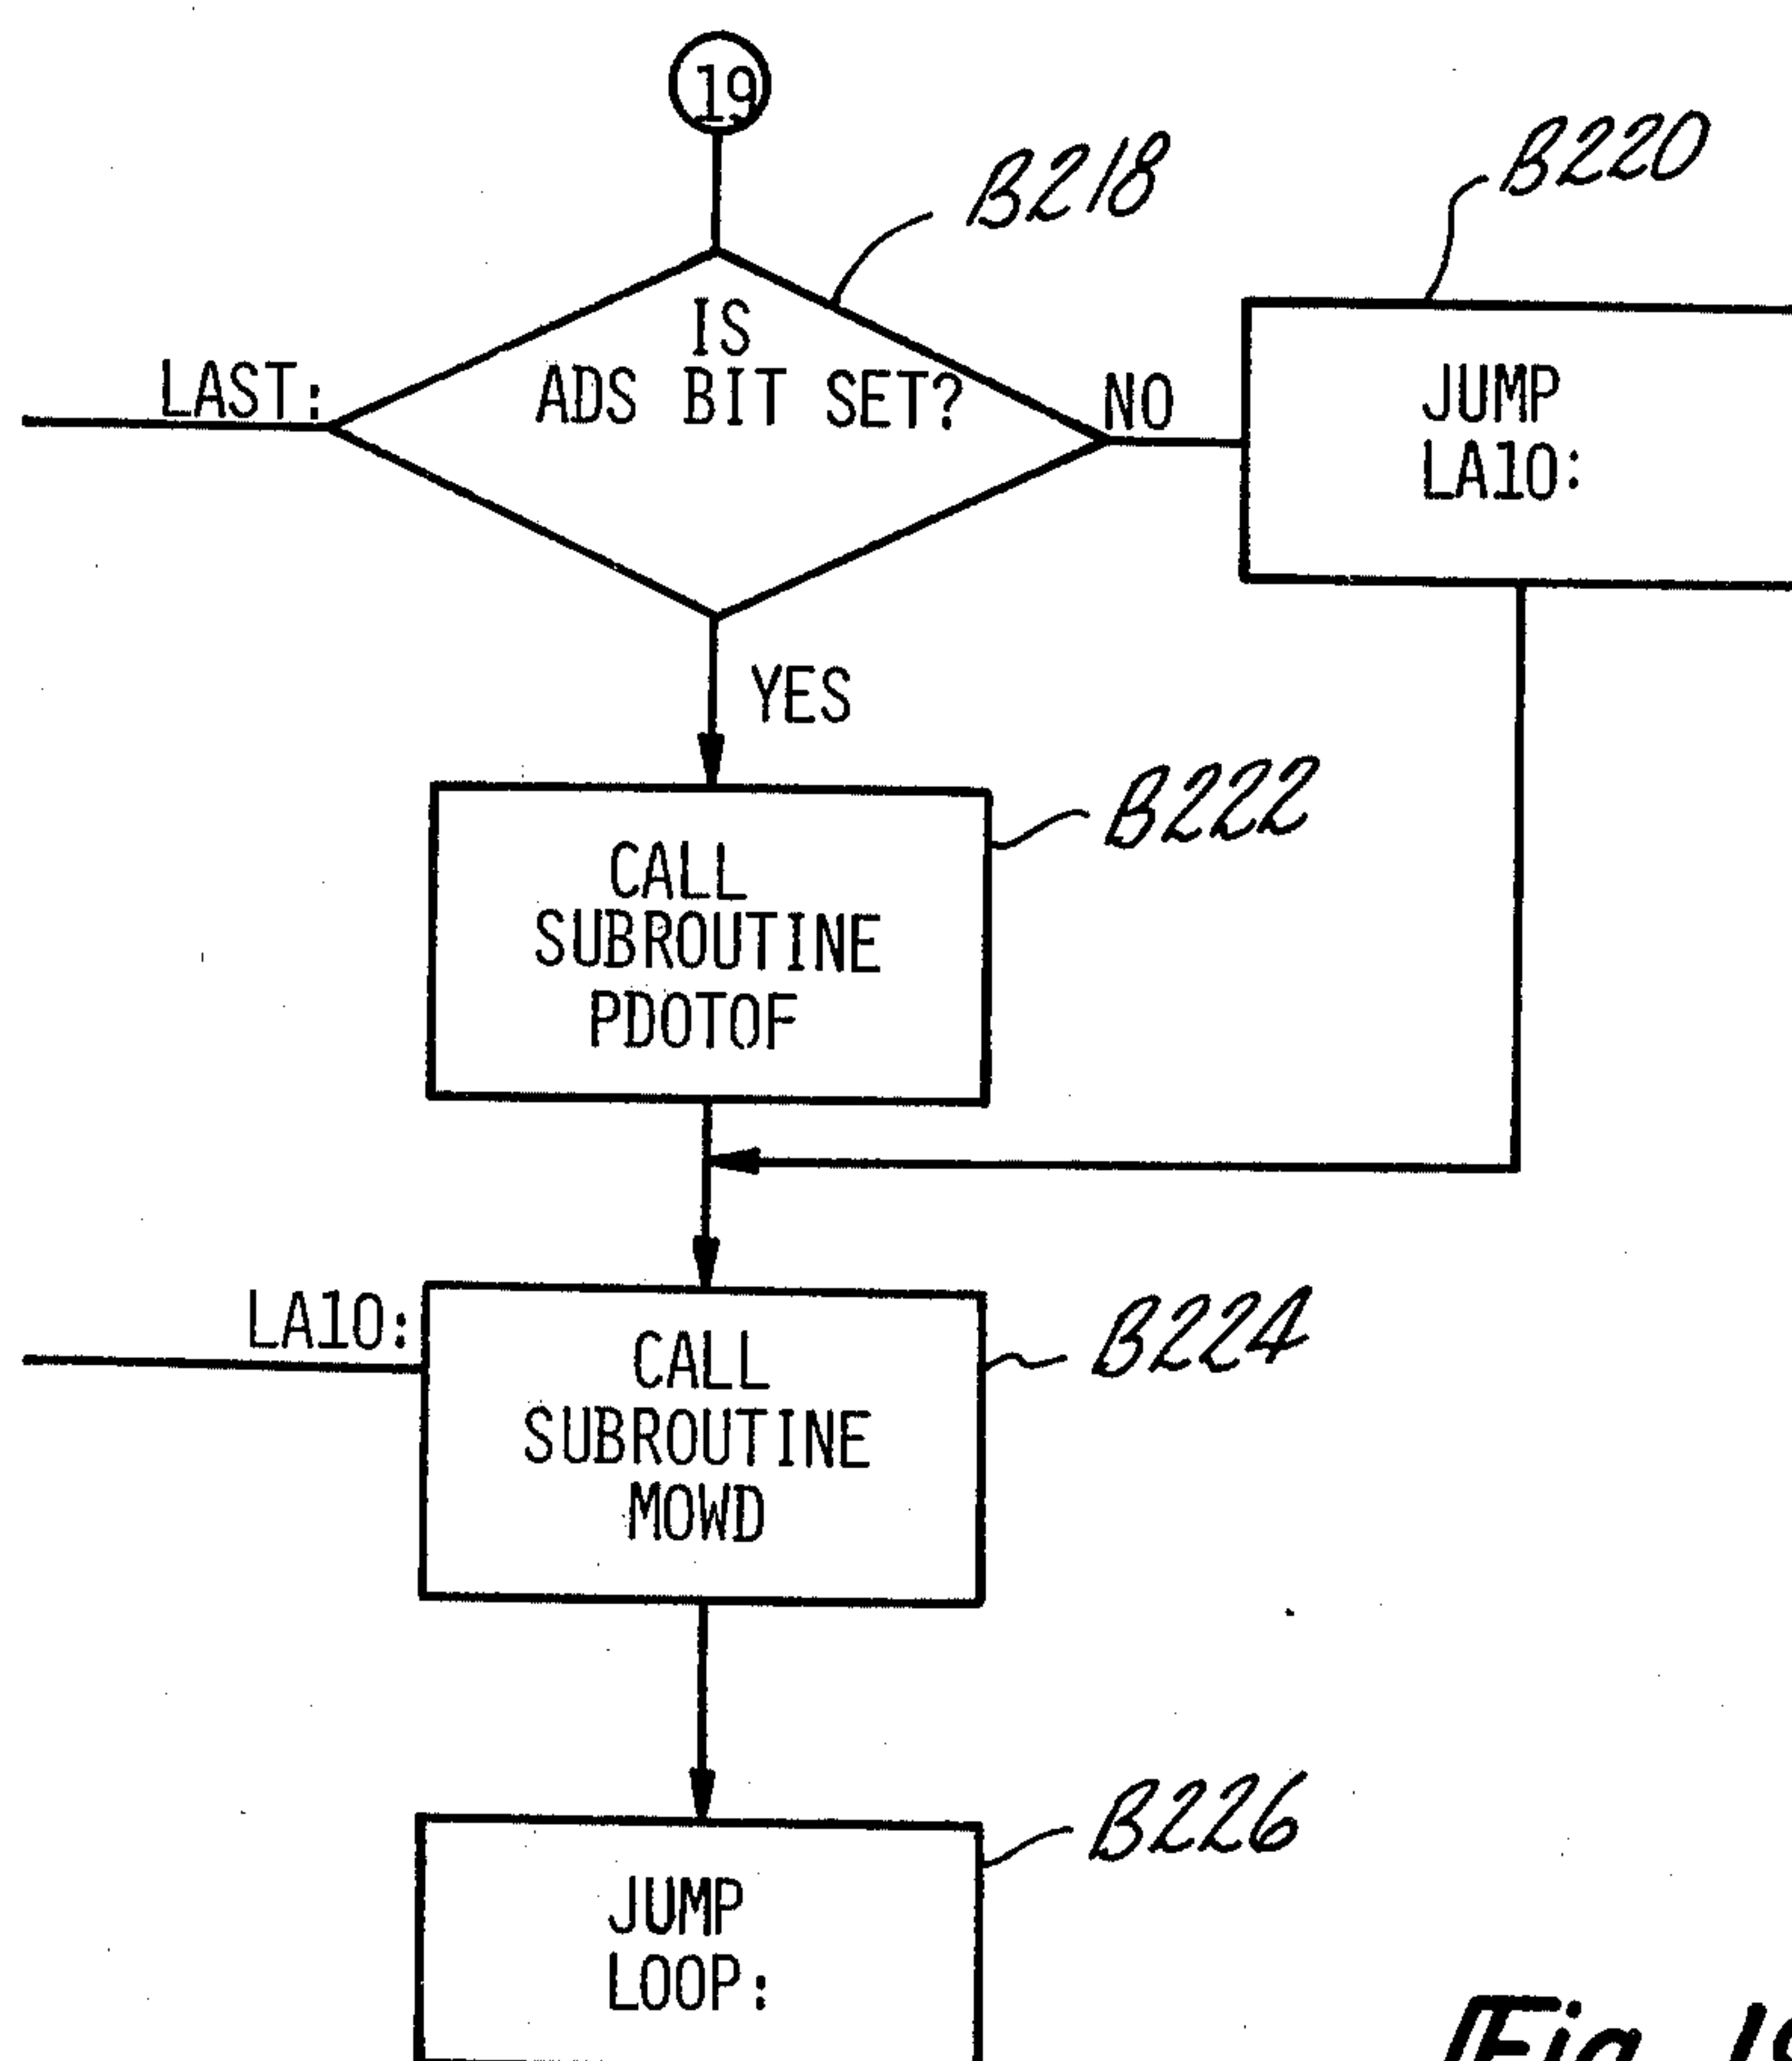 19
B218
B220
IS
ADS BIT SET?
LAST:
NO
JUMP
LA10:
YES
B222
CALL
SUBROUTINE
PDOTOF
LA10:
B224
CALL
SUBROUTINE
MOWD
B226
JUMP
LOOP:
Fig.